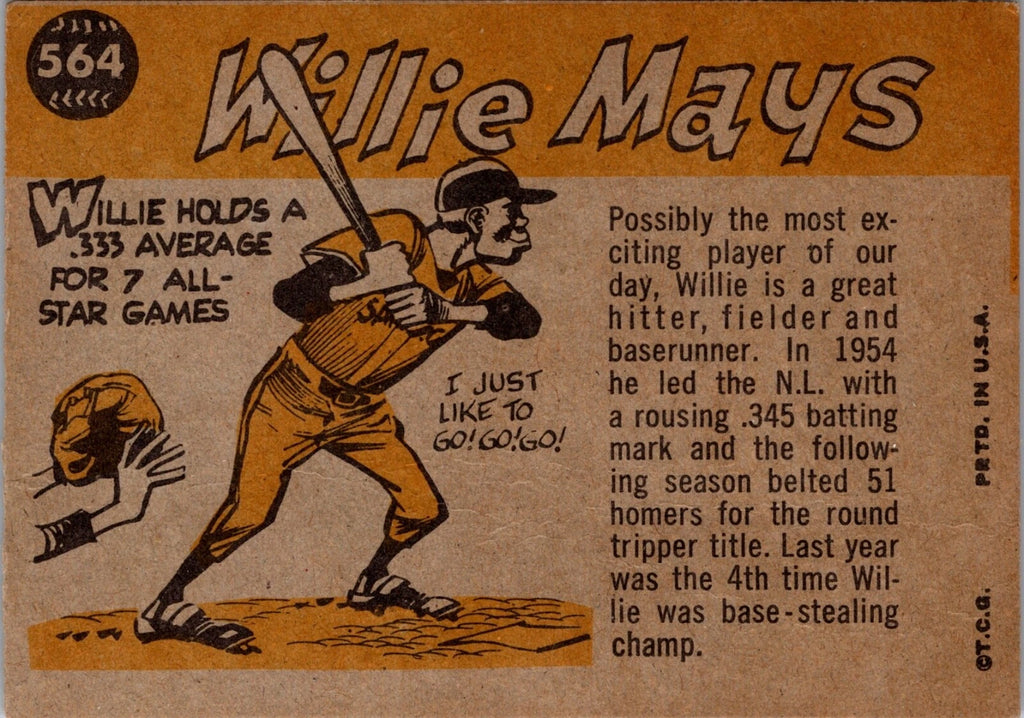 564
Willie Mays
WILLIE HOLDS A
.333 AVERAGE
FOR 7 ALL-
STAR GAMES
I JUST
LIKE TO
GO! GO! GO!
Possibly the most ex-
citing player of our
day, Willie is a great
hitter, fielder and
baserunner. In 1954
he led the N.L. with
a rousing .345 batting
mark and the follow-
ing season belted 51
homers for the round
tripper title. Last year
was the 4th time Wil-
lie was base-stealing
champ.
©T.C.G. PRTD. IN U.S.A.